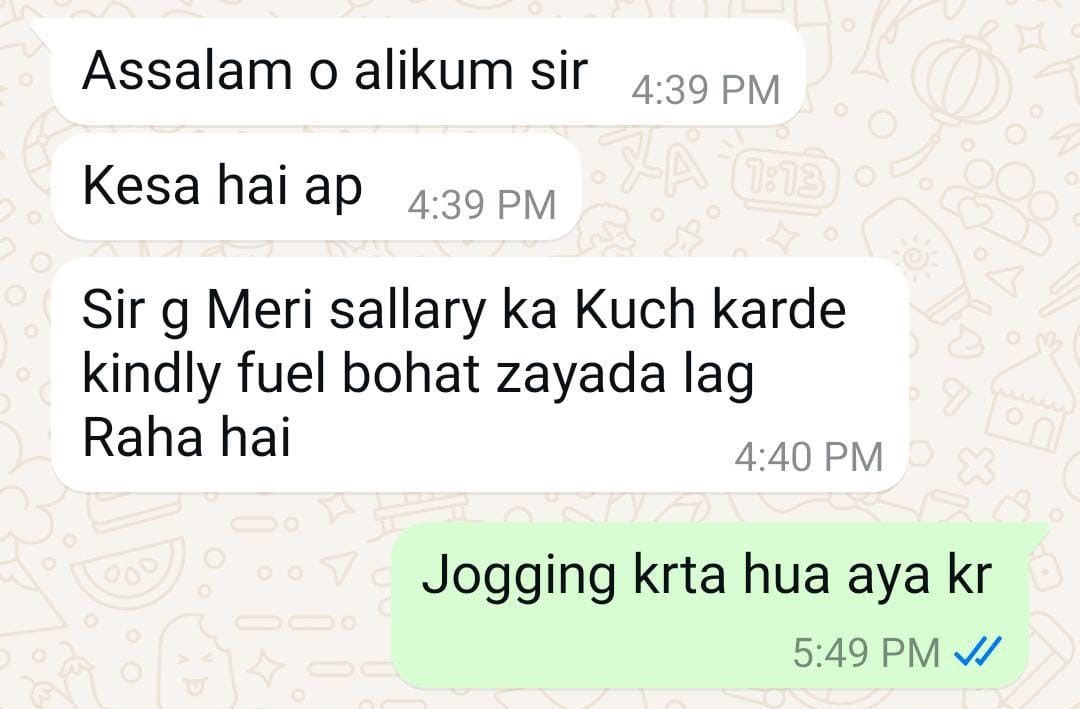 Assalam o alikum sir 4:39 PM
Kesa hai ap 4:39 PM
Sir g Meri sallary ka Kuch karde
kindly fuel bohat zayada lag
Raha hai 4:40 PM
Jogging krta hua aya kr
5:49 PM